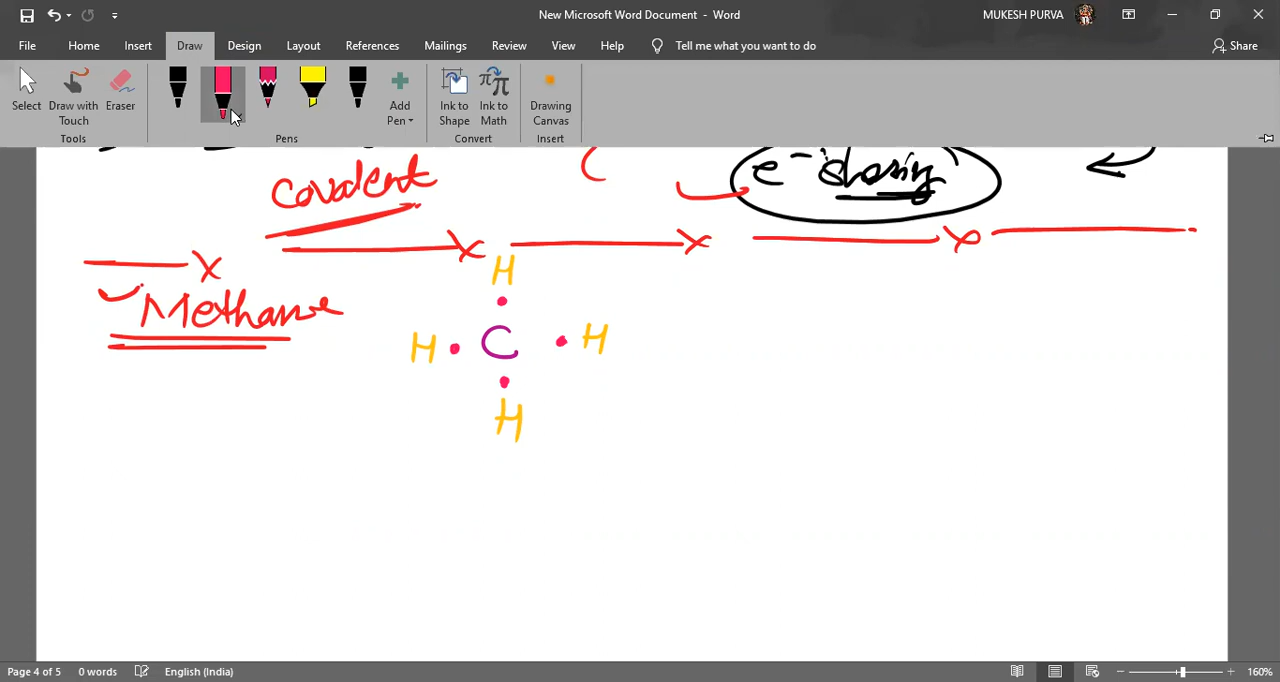 New Microsoft Word Document - Word
MUKESH PURVA
File Home Insert Draw Design Layout References Mailings Review View Help Tell me what you want to do Share
Select Draw with Touch Eraser Add Pen Ink to Shape Ink to Math Drawing Canvas
Tools Pens Convert Insert
Covalent e- sharing
x x x x
Methane
H
H C H
H
Page 4 of 5 0 words English (India) 160%